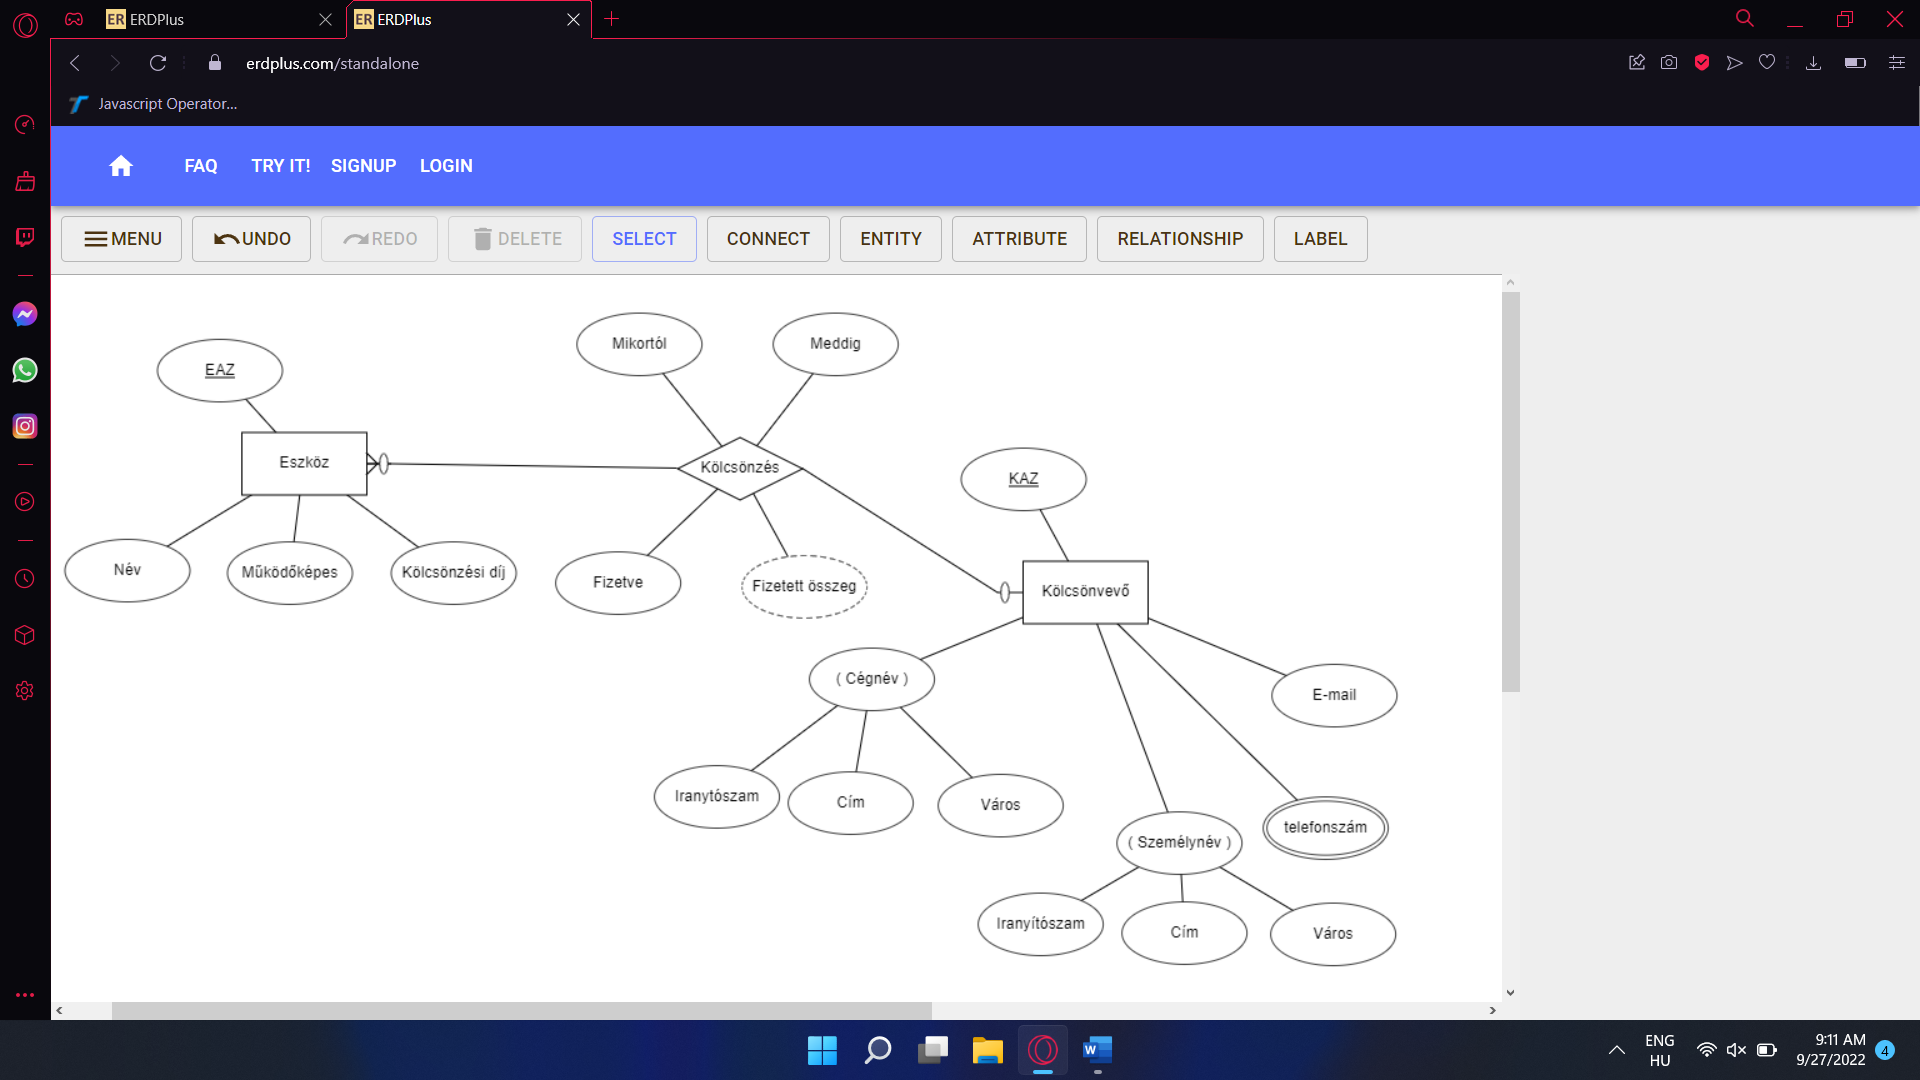 ERDPlus
ERDPlus
erdplus.com/standalone
Javascript Operator...
FAQ TRY IT! SIGNUP LOGIN
MENU UNDO REDO DELETE SELECT CONNECT ENTITY ATTRIBUTE RELATIONSHIP LABEL
Mikortól
Meddig
EAZ
Eszköz
Kölcsönzés
KAZ
Név
Működőképes
Kölcsönzési díj
Fizetve
Fizetett összeg
Kölcsönvevő
( Cégnév )
E-mail
Iranytószam
Cím
Város
telefonszám
( Személynév )
Iranyítószam
Cím
Város
ENG
HU
9:11 AM
9/27/2022
4